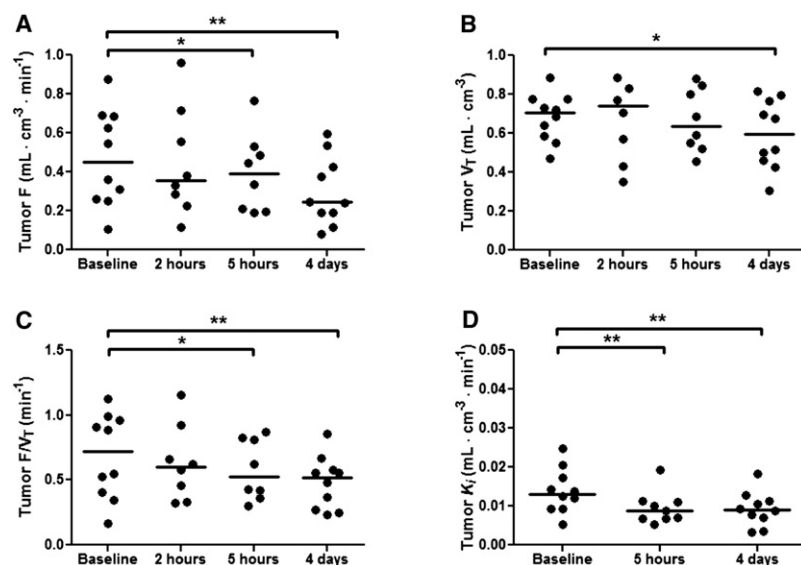 A
**
*
1.0
0.8
0.6
0.4
0.2
0.0
Tumor F (mL · cm⁻³ · min⁻¹)
Baseline 2 hours 5 hours 4 days
B
*
1.0
0.8
0.6
0.4
0.2
0.0
Tumor V_T (mL · cm⁻³)
Baseline 2 hours 5 hours 4 days
C
**
*
1.5
1.0
0.5
0.0
Tumor F/V_T (min⁻¹)
Baseline 2 hours 5 hours 4 days
D
**
**
0.05
0.04
0.03
0.02
0.01
0.00
Tumor K_i (mL · cm⁻³ · min⁻¹)
Baseline 5 hours 4 days